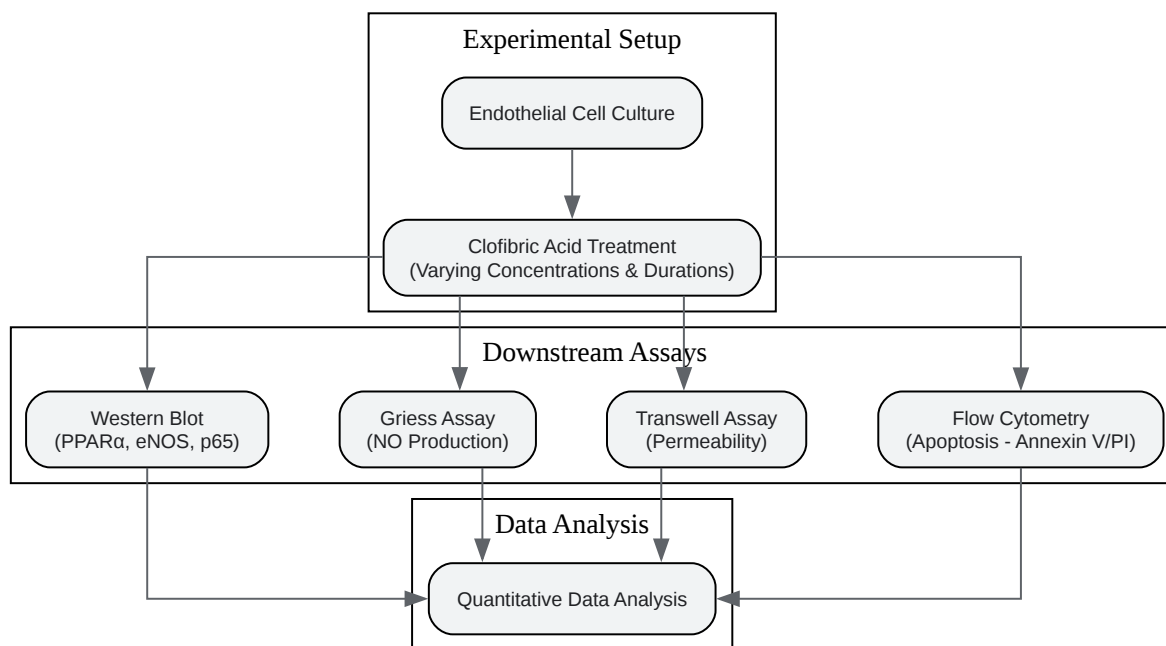 Experimental Setup
Endothelial Cell Culture
Clofibric Acid Treatment
(Varying Concentrations & Durations)
Downstream Assays
Western Blot
(PPARα, eNOS, p65)
Griess Assay
(NO Production)
Transwell Assay
(Permeability)
Flow Cytometry
(Apoptosis - Annexin V/PI)
Data Analysis
Quantitative Data Analysis